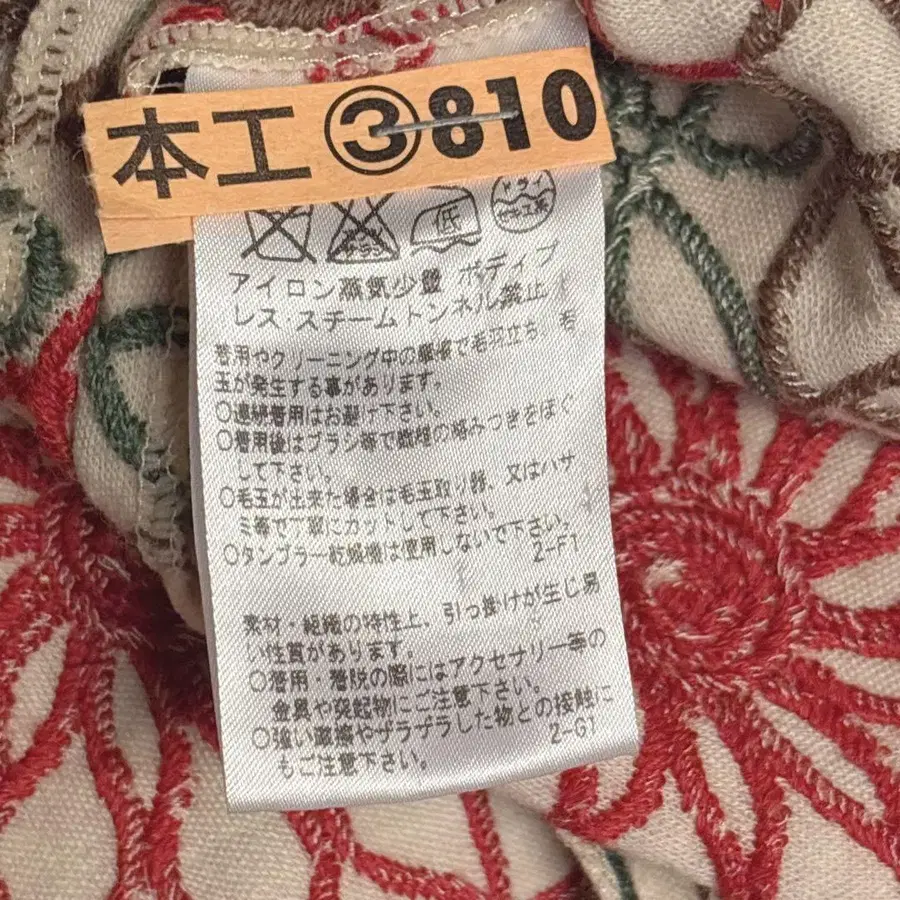 本工③810
低 ドライ
アイロン蒸気少量 ボディプ
レス・スチームトンネル禁止
着用やクリーニング中の摩擦で毛羽立ち、毛
玉が発生する事があります。
○連続着用はお避け下さい。
○着用後はブラシ等で繊維の絡みつきをほぐ
して下さい。
○毛玉が出来た場合は毛玉取り器、又はハサ
ミ等で丁寧にカットして下さい。
○タンブラー乾燥機は使用しないで下さい。
2-F1
素材・組織の特性上、引っ掛けが生じ易
い性質があります。
○着用・着脱の際にはアクセサリー等の
金具や突起物にご注意下さい。
○強い摩擦やザラザラした物との接触に
もご注意下さい。
2-G1